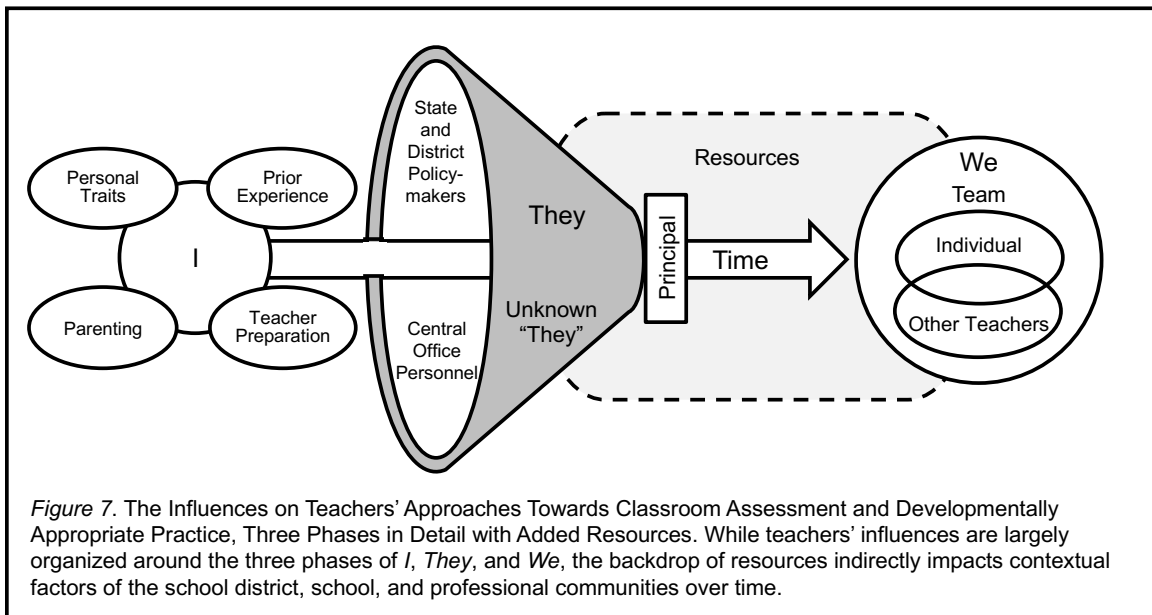 Personal
Traits
Prior
Experience
I
Parenting
Teacher
Preparation
State
and
District
Policy-
makers
Central
Office
Personnel
They
Unknown
“They”
Principal
Resources
Time
We
Team
Individual
Other Teachers
Figure 7. The Influences on Teachers’ Approaches Towards Classroom Assessment and Developmentally
Appropriate Practice, Three Phases in Detail with Added Resources. While teachers’ influences are largely
organized around the three phases of I, They, and We, the backdrop of resources indirectly impacts contextual
factors of the school district, school, and professional communities over time.